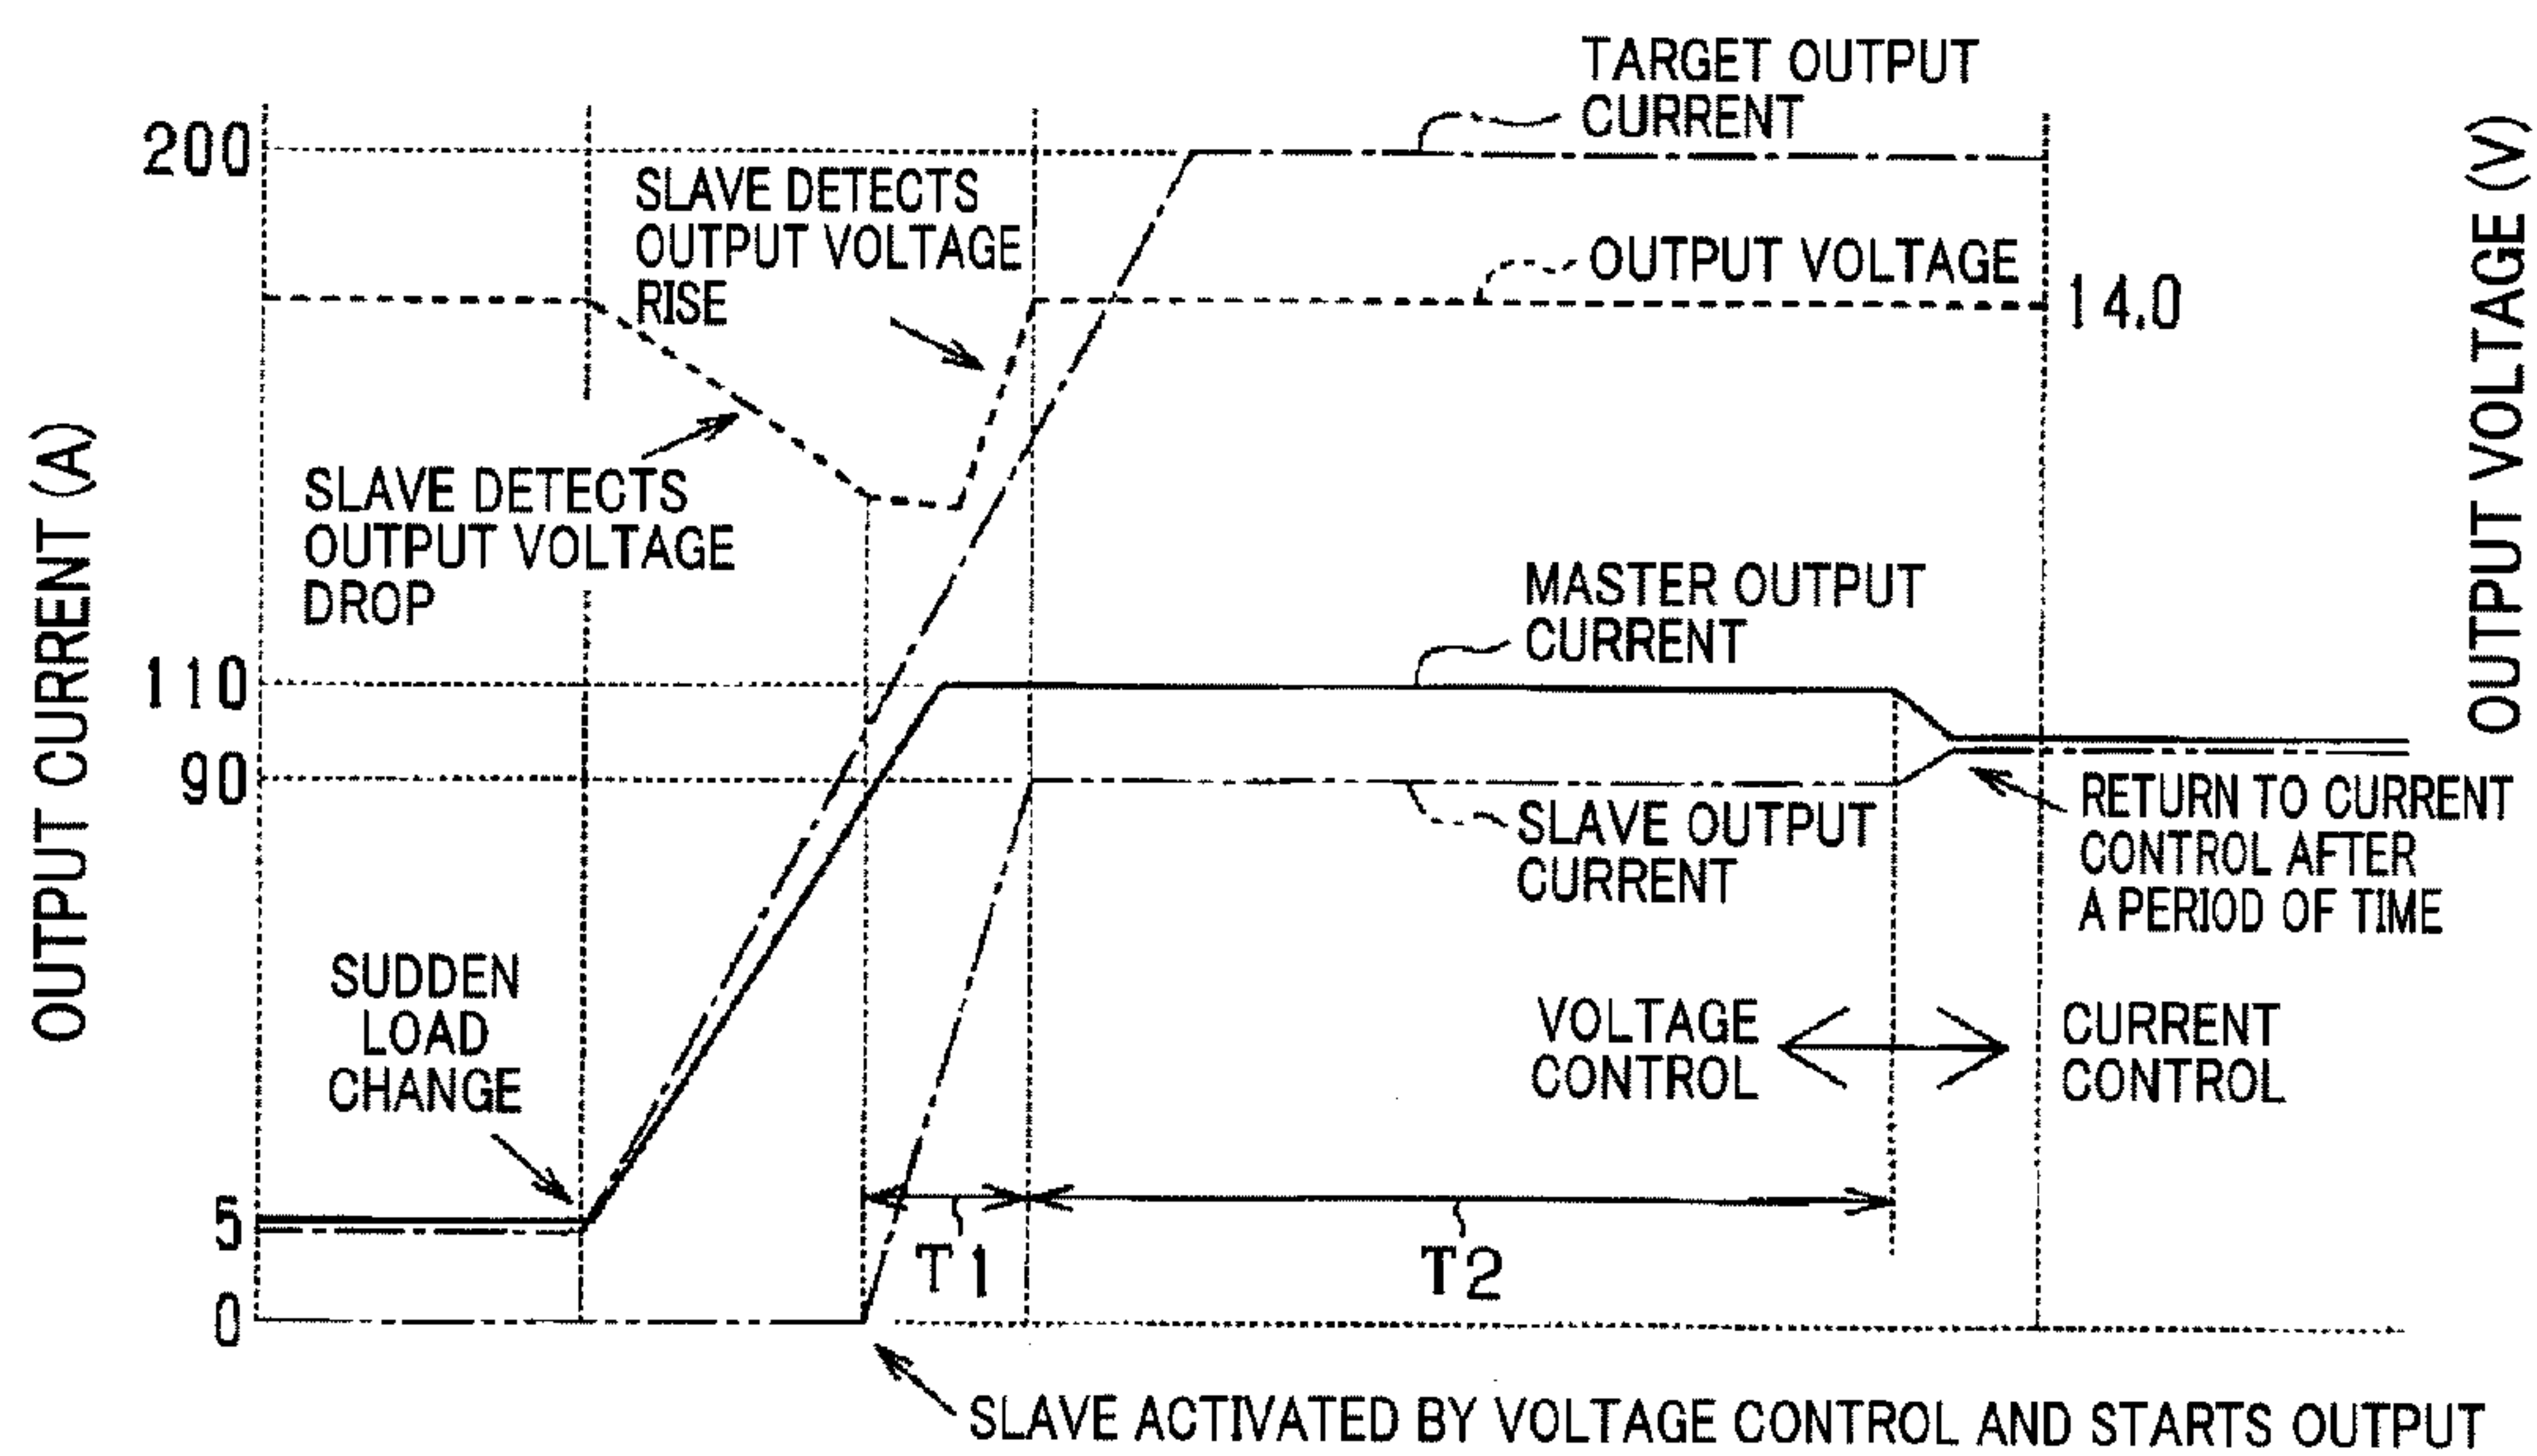 TARGET OUTPUT
CURRENT
200
SLAVE DETECTS
OUTPUT VOLTAGE
RISE
OUTPUT VOLTAGE
14.0
OUTPUT VOLTAGE (V)
OUTPUT CURRENT (A)
SLAVE DETECTS
OUTPUT VOLTAGE
DROP
MASTER OUTPUT
CURRENT
110
90
SLAVE OUTPUT
CURRENT
RETURN TO CURRENT
CONTROL AFTER
A PERIOD OF TIME
SUDDEN
LOAD
CHANGE
VOLTAGE
CONTROL
CURRENT
CONTROL
5
T1
T2
0
SLAVE ACTIVATED BY VOLTAGE CONTROL AND STARTS OUTPUT